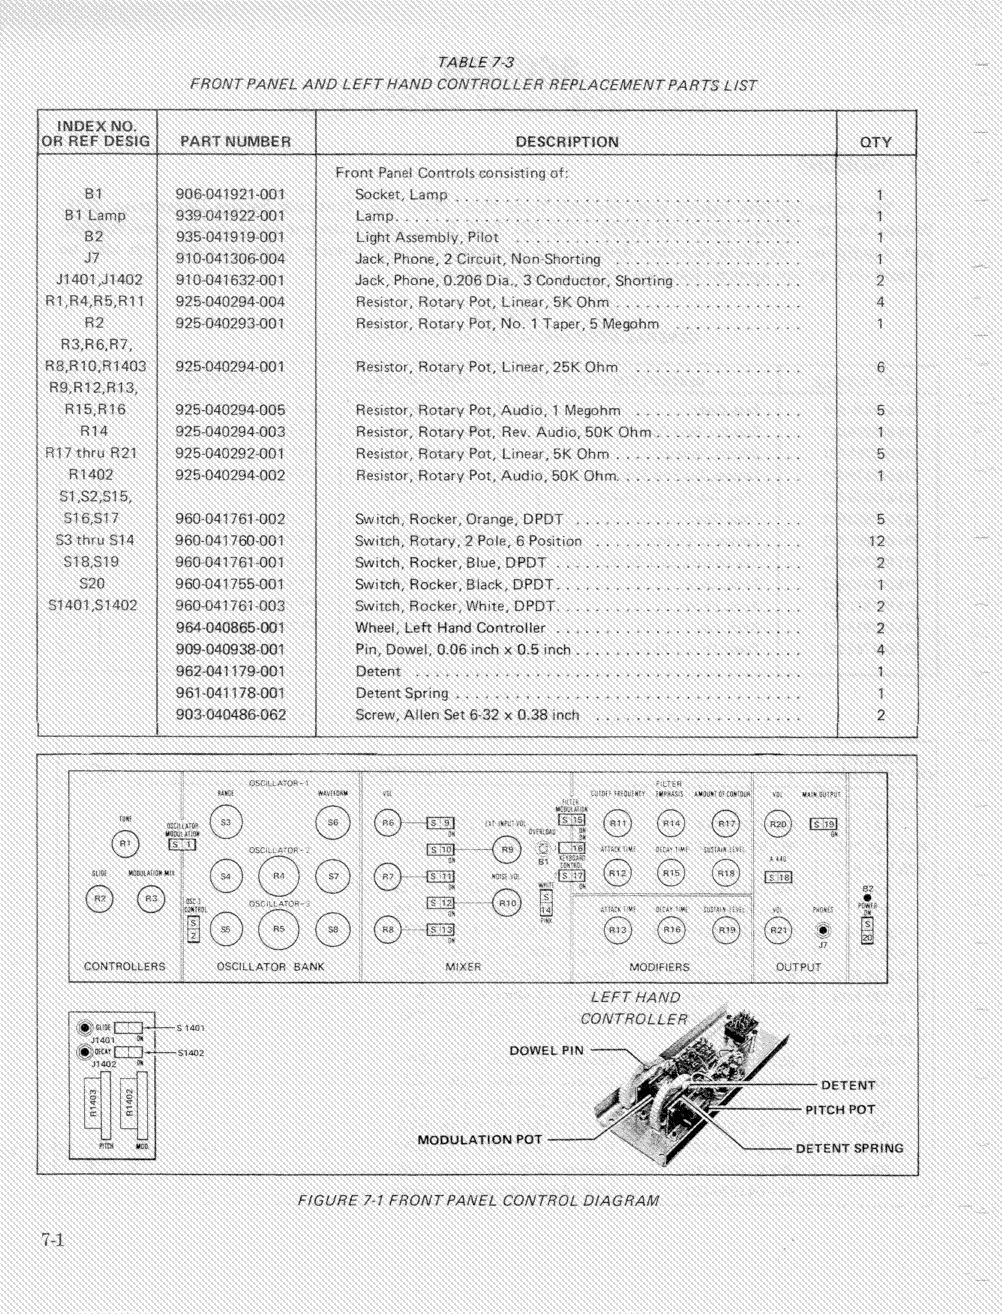 TABLE 7-3
FRONT PANEL AND LEFT HAND CONTROLLER REPLACEMENT PARTS LIST
INDEX NO. OR REF DESIG PART NUMBER DESCRIPTION QTY
Front Panel Controls consisting of:
B1 906-041921-001 Socket, Lamp 1
B1 Lamp 939-041922-001 Lamp 1
B2 935-041919-001 Light Assembly, Pilot 1
J7 910-041306-004 Jack, Phone, 2 Circuit, Non-Shorting 1
J1401,J1402 910-041632-001 Jack, Phone, 0.206 Dia., 3 Conductor, Shorting 2
R1,R4,R5,R11 925-040294-004 Resistor, Rotary Pot, Linear, 5K Ohm 4
R2 925-040293-001 Resistor, Rotary Pot, No. 1 Taper, 5 Megohm 1
R3,R6,R7,
R8,R10,R1403 925-040294-001 Resistor, Rotary Pot, Linear, 25K Ohm 6
R9,R12,R13,
R15,R16 925-040294-005 Resistor, Rotary Pot, Audio, 1 Megohm 5
R14 925-040294-003 Resistor, Rotary Pot, Rev. Audio, 50K Ohm 1
R17 thru R21 925-040292-001 Resistor, Rotary Pot, Linear, 5K Ohm 5
R1402 925-040294-002 Resistor, Rotary Pot, Audio, 50K Ohm. 1
S1,S2,S15,
S16,S17 960-041761-002 Switch, Rocker, Orange, DPDT 5
S3 thru S14 960-041760-001 Switch, Rotary, 2 Pole, 6 Position 12
S18,S19 960-041761-001 Switch, Rocker, Blue, DPDT 2
S20 960-041755-001 Switch, Rocker, Black, DPDT 1
S1401,S1402 960-041761-003 Switch, Rocker, White, DPDT 2
964-040865-001 Wheel, Left Hand Controller 2
909-040938-001 Pin, Dowel, 0.06 inch x 0.5 inch 4
962-041179-001 Detent 1
961-041178-001 Detent Spring 1
903-040486-062 Screw, Allen Set 6-32 x 0.38 inch 2
OSCILLATOR-1 FILTER
RANGE WAVEFORM VOL CUTOFF FREQUENCY EMPHASIS AMOUNT OF CONTOUR VOL MAIN OUTPUT
FILTER MODULATION
TUNE S3 S6 R6 S 9 ON EXT INPUT VOL S 15 ON R11 R14 R17 R20 S 19 ON
OSCILLATOR MODULATION OVERLOAD
R1 S 1 OSCILLATOR-2 S 10 ON R9 B1 ON 16 ATTACK TIME DECAY TIME SUSTAIN LEVEL A 440
KEYBOARD CONTROL
GLIDE MODULATION MIX S4 R4 S7 R7 S 11 ON NOISE VOL S 17 ON R12 R15 R18 S 18
R2 R3 OSC 3 CONTROL OSCILLATOR-3 S 12 ON R10 WHITE S 14 PINK ATTACK TIME DECAY TIME SUSTAIN LEVEL VOL PHONES B2 POWER ON
S 2 S5 R5 S8 R8 S 13 ON R13 R16 R19 R21 J7 S 20
CONTROLLERS OSCILLATOR BANK MIXER MODIFIERS OUTPUT
LEFT HAND
CONTROLLER
GLIDE S 1401
J1401 ON
DECAY S1402
J1402 ON
R1403 R1402
PITCH MOD.
DOWEL PIN
DETENT
PITCH POT
MODULATION POT
DETENT SPRING
FIGURE 7-1 FRONT PANEL CONTROL DIAGRAM
7-1